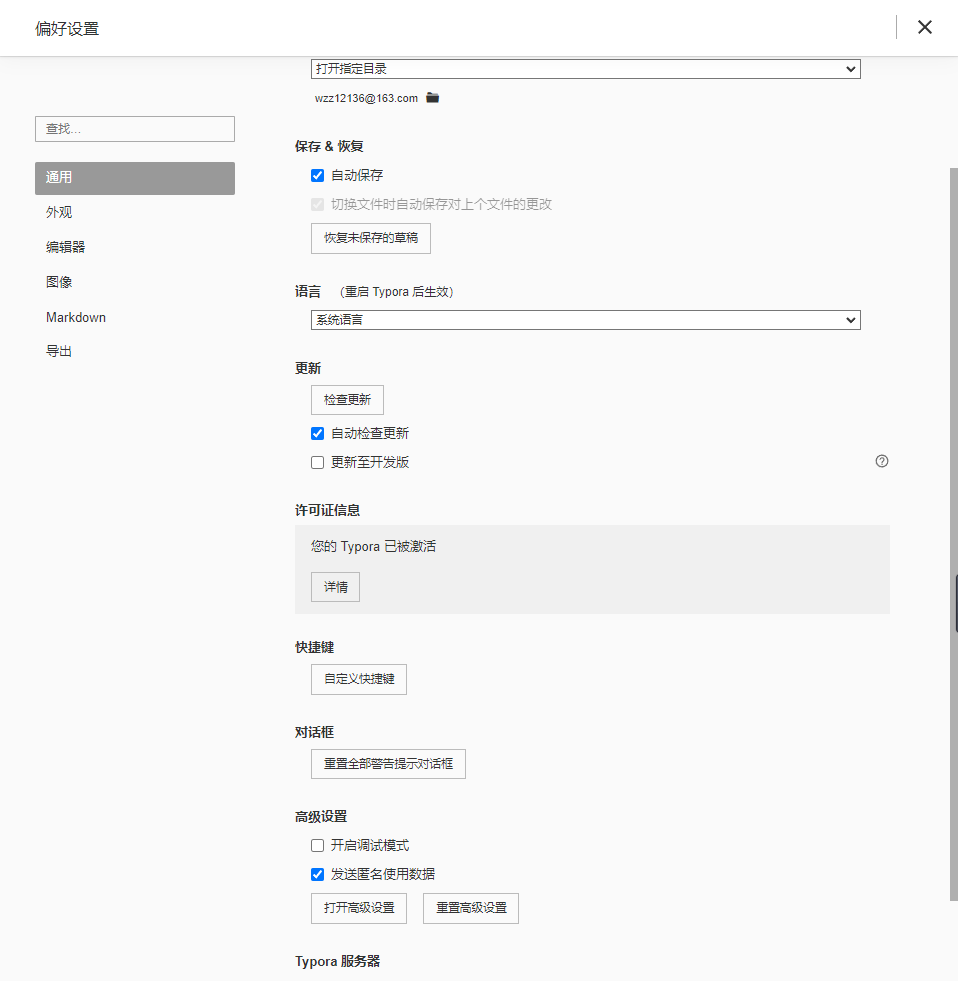 偏好设置
打开指定目录
wzz12136@163.com
查找...
通用
外观
编辑器
图像
Markdown
导出
保存 & 恢复
自动保存
切换文件时自动保存对上个文件的更改
恢复未保存的草稿
语言 (重启 Typora 后生效)
系统语言
更新
检查更新
自动检查更新
更新至开发版
许可证信息
您的 Typora 已被激活
详情
快捷键
自定义快捷键
对话框
重置全部警告提示对话框
高级设置
开启调试模式
发送匿名使用数据
打开高级设置 重置高级设置
Typora 服务器